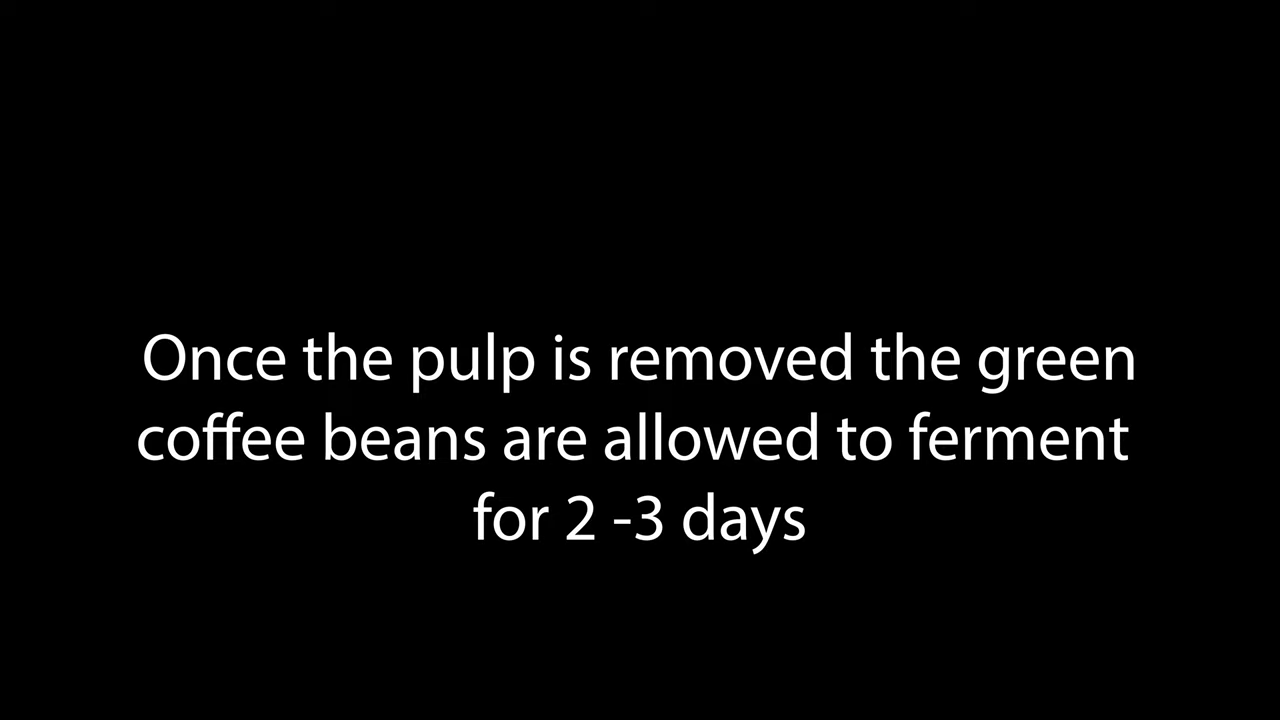 Once the pulp is removed the green
coffee beans are allowed to ferment
for 2 -3 days